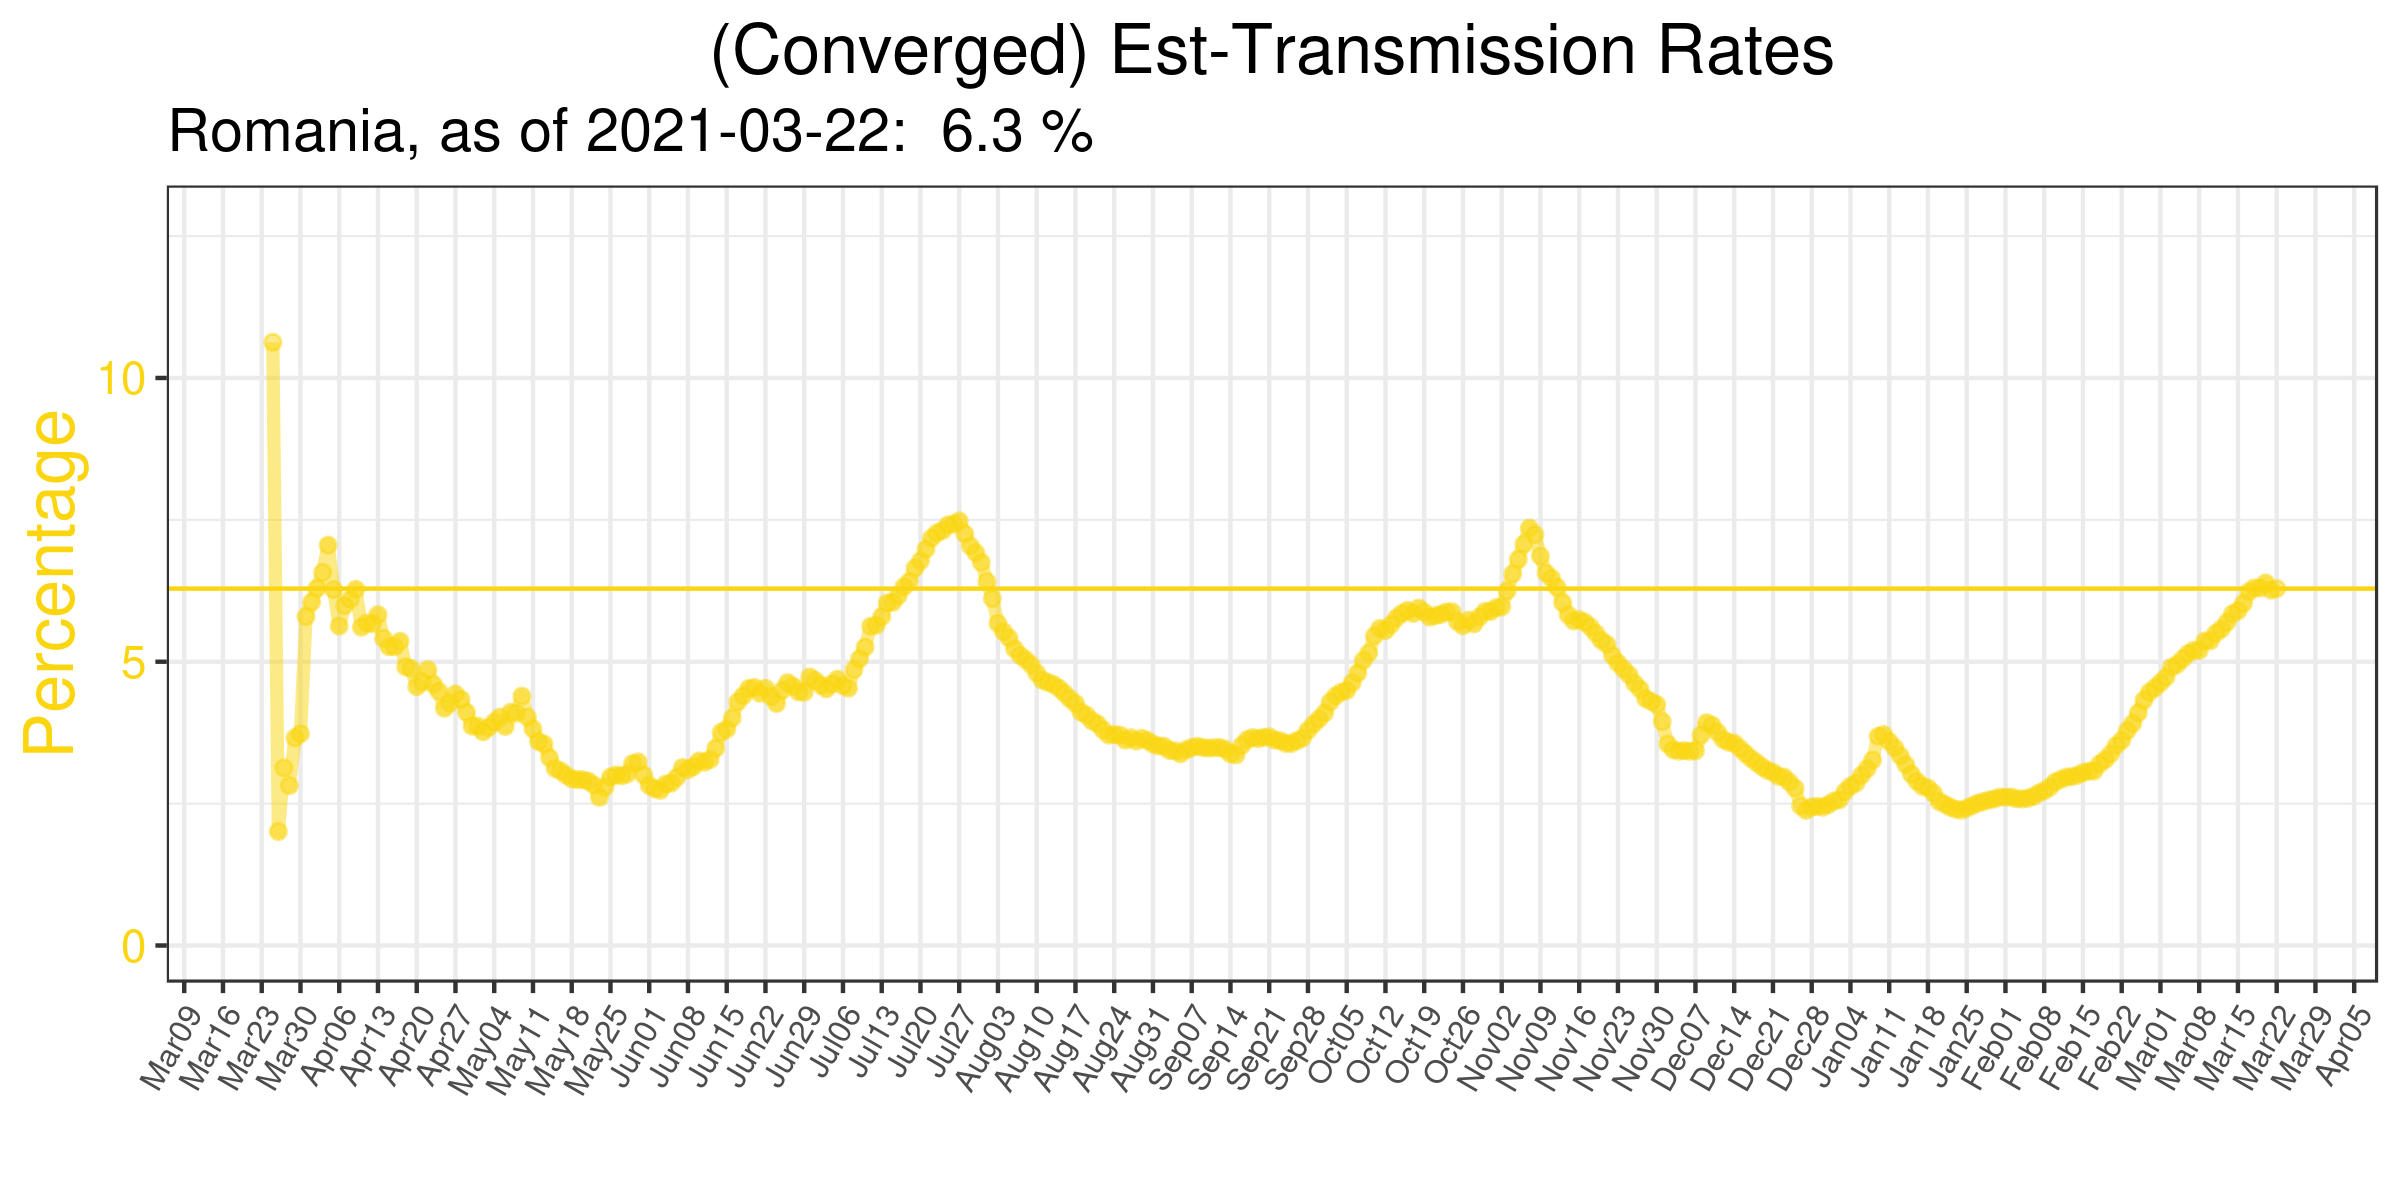 (Converged) Est-Transmission Rates
Romania, as of 2021-03-22:  6.3 %
Percentage
10
5
0
Mar09
Mar16
Mar23
Mar30
Apr06
Apr13
Apr20
Apr27
May04
May11
May18
May25
Jun01
Jun08
Jun15
Jun22
Jun29
Jul06
Jul13
Jul20
Jul27
Aug03
Aug10
Aug17
Aug24
Aug31
Sep07
Sep14
Sep21
Sep28
Oct05
Oct12
Oct19
Oct26
Nov02
Nov09
Nov16
Nov23
Nov30
Dec07
Dec14
Dec21
Dec28
Dec28
Jan04
Jan11
Jan18
Jan25
Feb01
Feb08
Feb15
Feb22
Mar01
Mar08
Mar15
Mar22
Mar29
Apr05